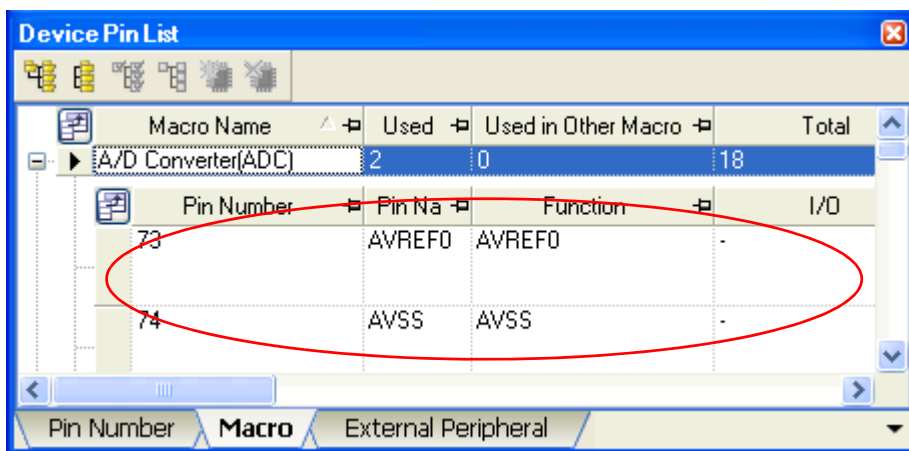 Device Pin List
Macro Name Used Used in Other Macro Total
A/D Converter(ADC) 2 0 18
Pin Number Pin Na Function I/O
73 AVREF0 AVREF0 -
74 AVSS AVSS -
Pin Number Macro External Peripheral